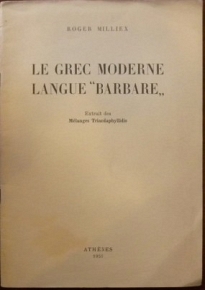 ROGER MILLIEX
LE GREC MODERNE
LANGUE "BARBARE„
Extrait des
Mélanges Triantaphyllidis
ATHÈNES